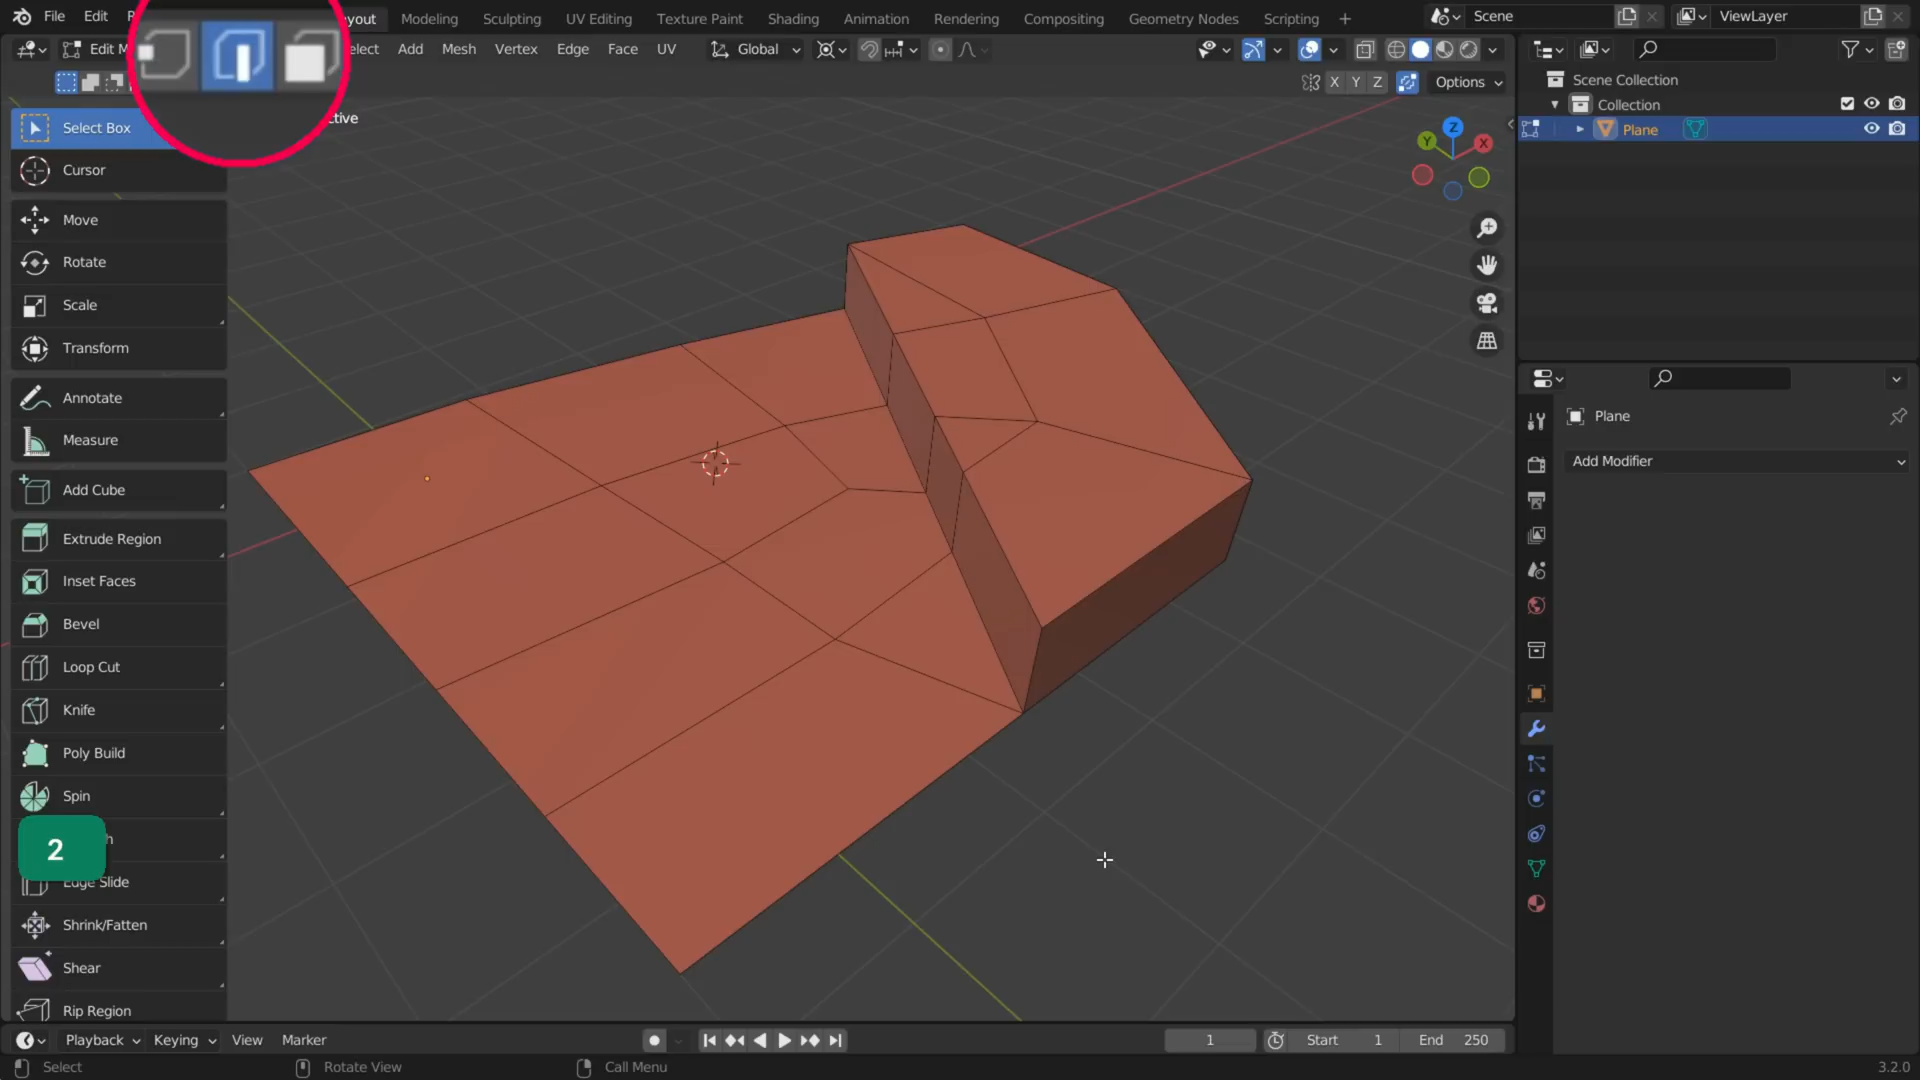 File Edit
ayout Modeling Sculpting UV Editing Texture Paint Shading Animation Rendering Compositing Geometry Nodes Scripting +
Scene
ViewLayer
Edit M
elect Add Mesh Vertex Edge Face UV
Global
X Y Z
Options
ctive
Select Box
Cursor
Move
Rotate
Scale
Transform
Annotate
Measure
Add Cube
Extrude Region
Inset Faces
Bevel
Loop Cut
Knife
Poly Build
Spin
h
2
Edge Slide
Shrink/Fatten
Shear
Rip Region
Z
Y
X
Scene Collection
Collection
Plane
Plane
Add Modifier
Playback Keying View Marker
1
Start 1
End 250
Select
Rotate View
Call Menu
3.2.0